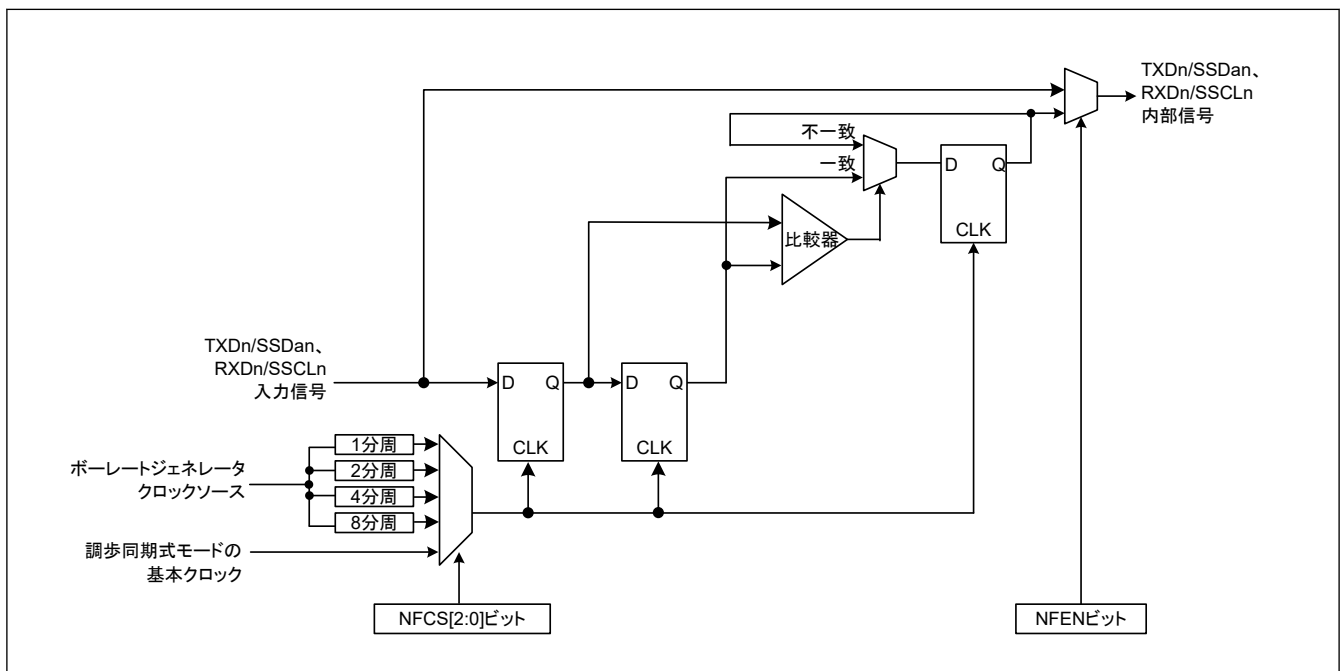 TXDn/SSDan、
RXDn/SSCLn
内部信号
不一致
一致
D
Q
CLK
比較器
TXDn/SSDan、
RXDn/SSCLn
入力信号
D
Q
CLK
D
Q
CLK
ボーレートジェネレータ
クロックソース
1分周
2分周
4分周
8分周
調歩同期式モードの
基本クロック
NFCS[2:0]ビット
NFENビット